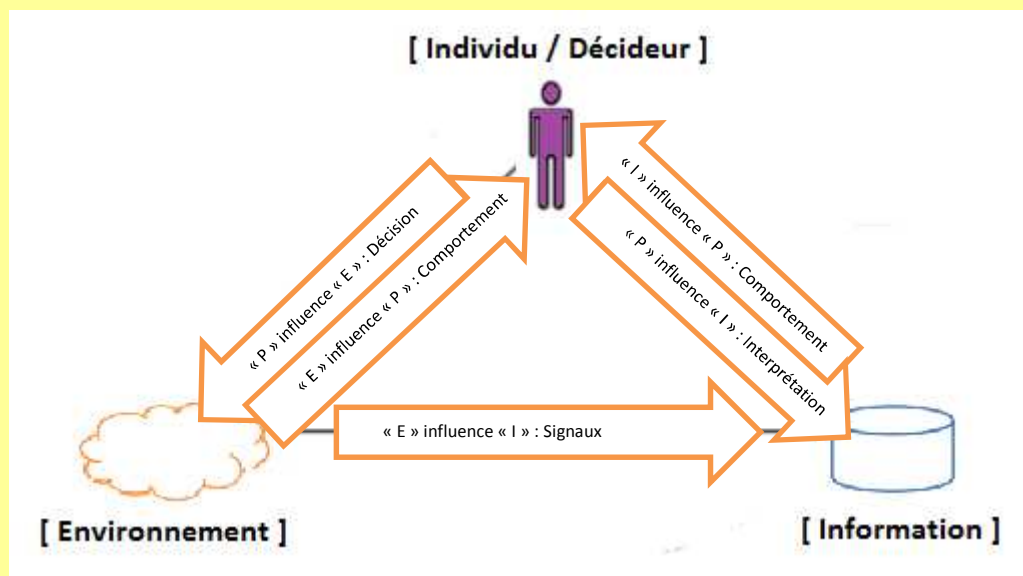 [ Individu / Décideur ]
« P » influence « E » : Décision
« E » influence « P » : Comportement
« I » influence « P » : Comportement
« P » influence « I » : Interprétation
« E » influence « I » : Signaux
[ Environnement ]
[ Information ]